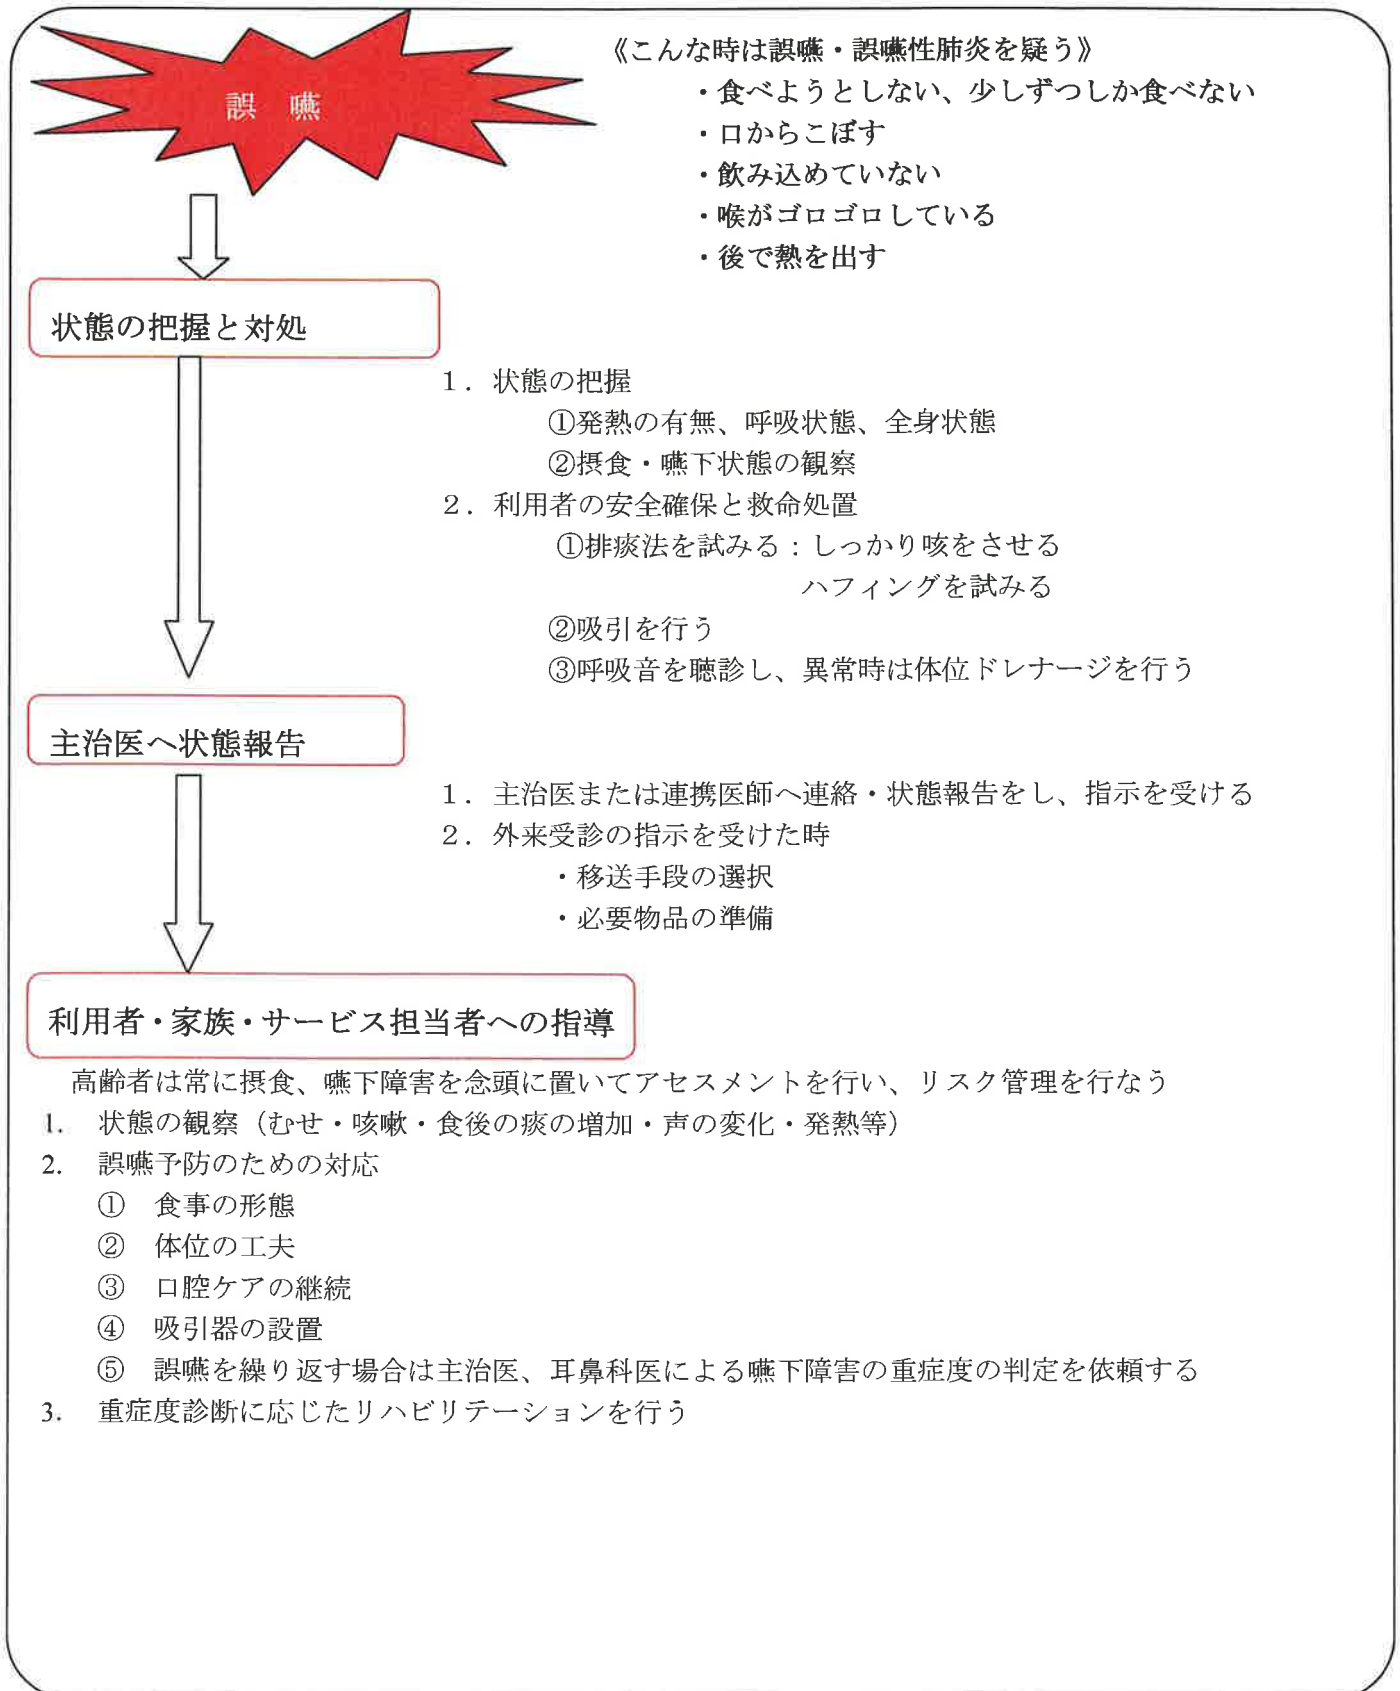 誤 嚥
《こんな時は誤嚥・誤嚥性肺炎を疑う》
・食べようとしない、少しずつしか食べない
・口からこぼす
・飲み込めていない
・喉がゴロゴロしている
・後で熱を出す
状態の把握と対処
１．状態の把握
①発熱の有無、呼吸状態、全身状態
②摂食・嚥下状態の観察
２．利用者の安全確保と救命処置
①排痰法を試みる：しっかり咳をさせる
ハフィングを試みる
②吸引を行う
③呼吸音を聴診し、異常時は体位ドレナージを行う
主治医へ状態報告
１．主治医または連携医師へ連絡・状態報告をし、指示を受ける
２．外来受診の指示を受けた時
・移送手段の選択
・必要物品の準備
利用者・家族・サービス担当者への指導
高齢者は常に摂食、嚥下障害を念頭に置いてアセスメントを行い、リスク管理を行なう
1. 状態の観察（むせ・咳嗽・食後の痰の増加・声の変化・発熱等）
2. 誤嚥予防のための対応
① 食事の形態
② 体位の工夫
③ 口腔ケアの継続
④ 吸引器の設置
⑤ 誤嚥を繰り返す場合は主治医、耳鼻科医による嚥下障害の重症度の判定を依頼する
3. 重症度診断に応じたリハビリテーションを行う